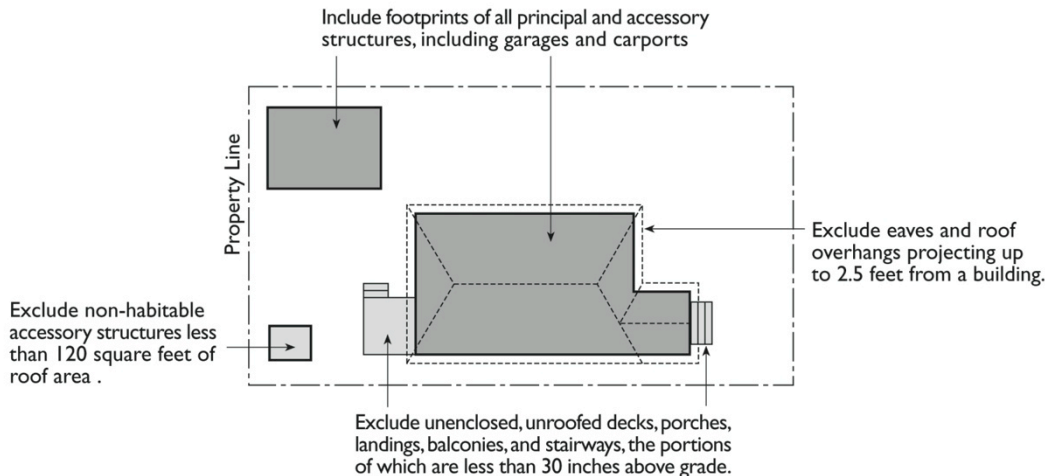 Include footprints of all principal and accessory
structures, including garages and carports
Property Line
Exclude eaves and roof
overhangs projecting up
to 2.5 feet from a building.
Exclude non-habitable
accessory structures less
than 120 square feet of
roof area .
Exclude unenclosed, unroofed decks, porches,
landings, balconies, and stairways, the portions
of which are less than 30 inches above grade.